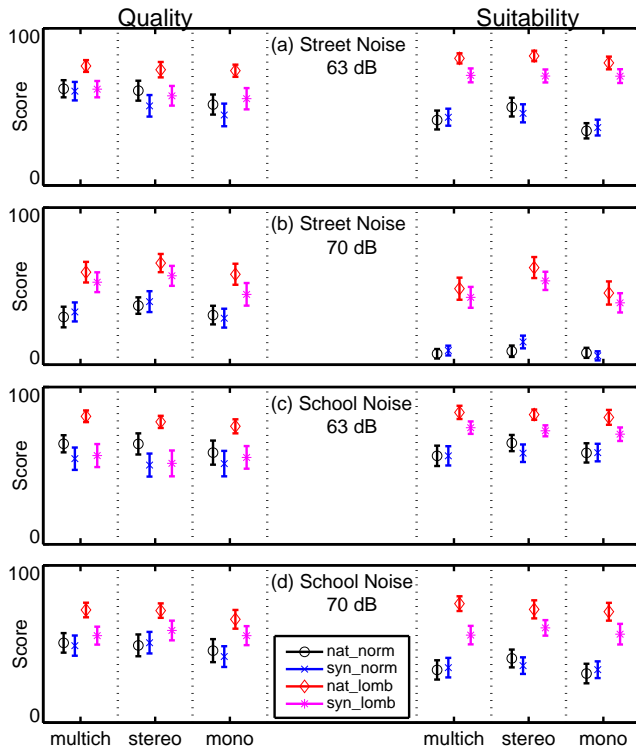 Quality Suitability
100 (a) Street Noise
63 dB
Score
0
100 (b) Street Noise
70 dB
Score
0
100 (c) School Noise
63 dB
Score
0
100 (d) School Noise
70 dB
Score
nat_norm
syn_norm
nat_lomb
syn_lomb
0
multich stereo mono multich stereo mono